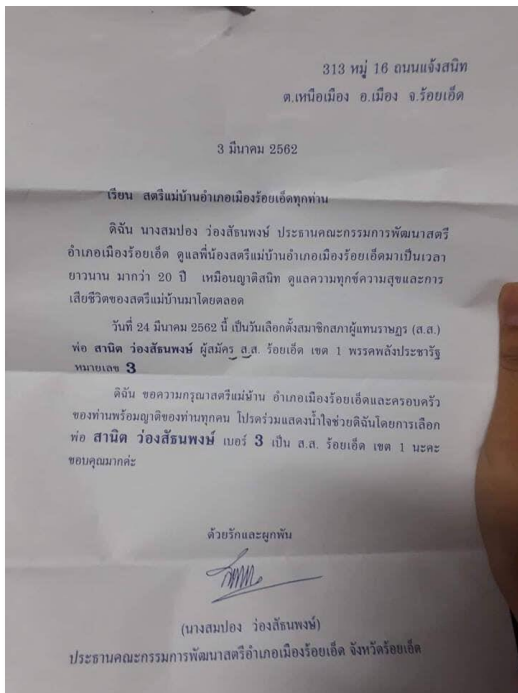 313 หมู่ 16 ถนนแจ้งสนิท
ต.เหนือเมือง อ.เมือง จ.ร้อยเอ็ด
3 มีนาคม 2562
เรียน สตรีแม่บ้านอำเภอเมืองร้อยเอ็ดทุกท่าน
ดิฉัน นางสมปอง ว่องสัธนพงษ์ ประธานคณะกรรมการพัฒนาสตรี
อำเภอเมืองร้อยเอ็ด ดูแลพี่น้องสตรีแม่บ้านอำเภอเมืองร้อยเอ็ดมาเป็นเวลา
ยาวนาน มากว่า 20 ปี เหมือนญาติสนิท ดูแลความทุกข์ความสุขและการ
เสียชีวิตของสตรีแม่บ้านมาโดยตลอด
วันที่ 24 มีนาคม 2562 นี้ เป็นวันเลือกตั้งสมาชิกสภาผู้แทนราษฎร (ส.ส.)
พ่อ สานิต ว่องสัธนพงษ์ ผู้สมัคร ส.ส. ร้อยเอ็ด เขต 1 พรรคพลังประชารัฐ
หมายเลข 3
ดิฉัน ขอความกรุณาสตรีแม่บ้าน อำเภอเมืองร้อยเอ็ดและครอบครัว
ของท่านพร้อมญาติของท่านทุกคน โปรดร่วมแสดงน้ำใจช่วยดิฉันโดยการเลือก
พ่อ สานิต ว่องสัธนพงษ์ เบอร์ 3 เป็น ส.ส. ร้อยเอ็ด เขต 1 นะคะ
ขอบคุณมากค่ะ
ด้วยรักและผูกพัน
(นางสมปอง ว่องสัธนพงษ์)
ประธานคณะกรรมการพัฒนาสตรีอำเภอเมืองร้อยเอ็ด จังหวัดร้อยเอ็ด